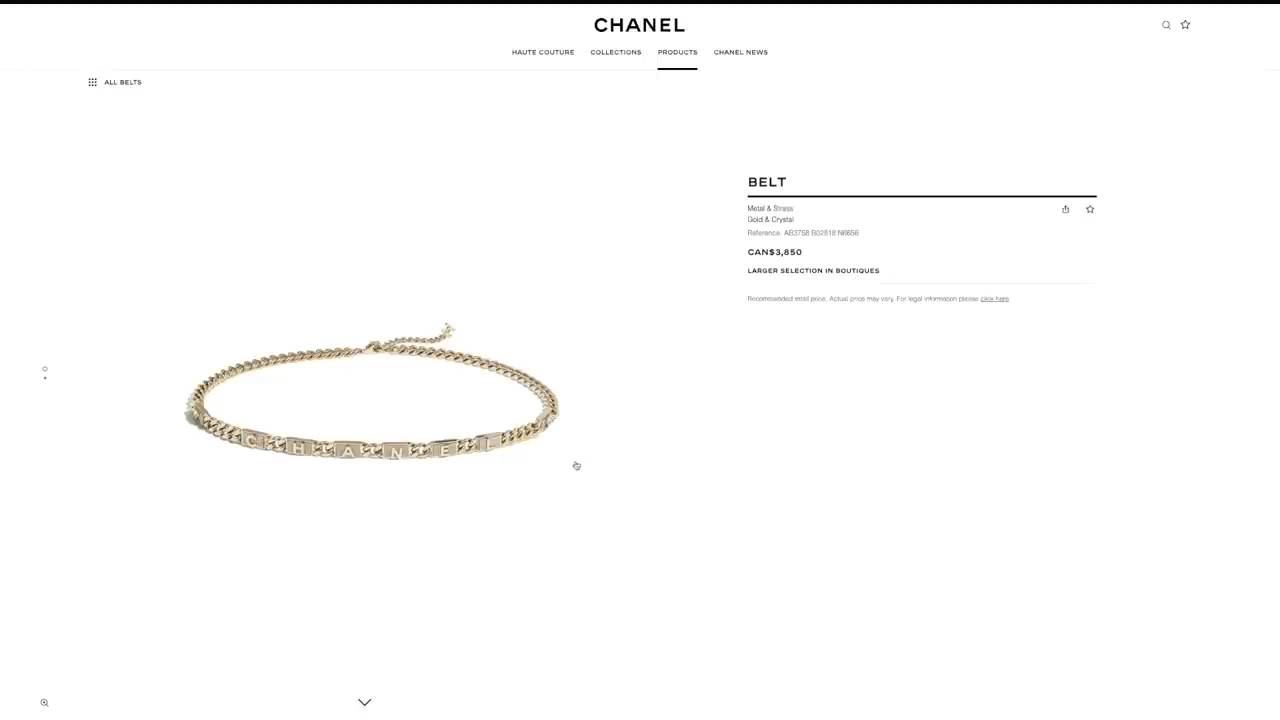 CHANEL
HAUTE COUTURE COLLECTIONS PRODUCTS CHANEL NEWS
ALL BELTS
BELT
Metal & Strass
Gold & Crystal
Reference: AB3758 B02818 N6656
CAN$3,850
LARGER SELECTION IN BOUTIQUES
Recommended retail price. Actual price may vary. For legal information please click here
C H A N E L